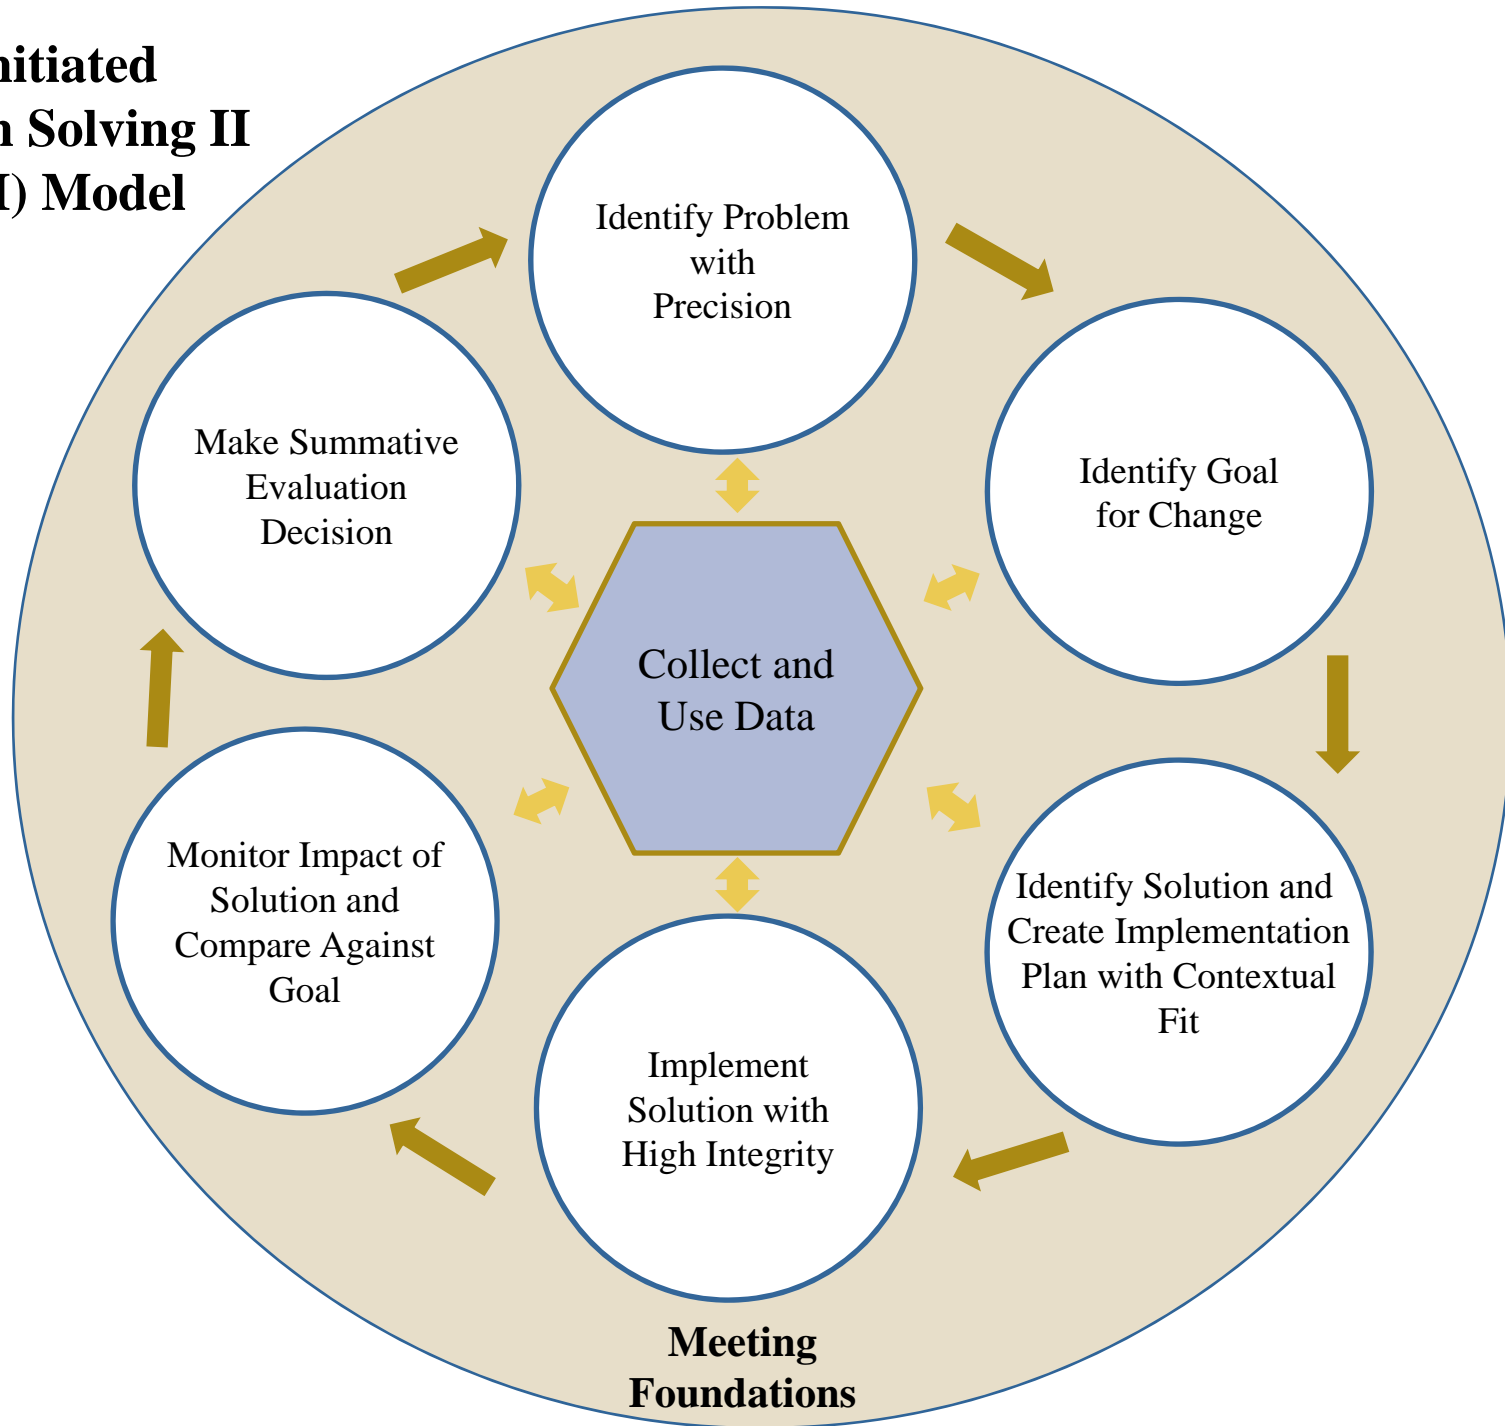 nitiated
n Solving II
I) Model
Identify Problem
with
Precision
Identify Goal
for Change
Identify Solution and
Create Implementation
Plan with Contextual
Fit
Implement
Solution with
High Integrity
Monitor Impact of
Solution and
Compare Against
Goal
Make Summative
Evaluation
Decision
Collect and
Use Data
Meeting
Foundations